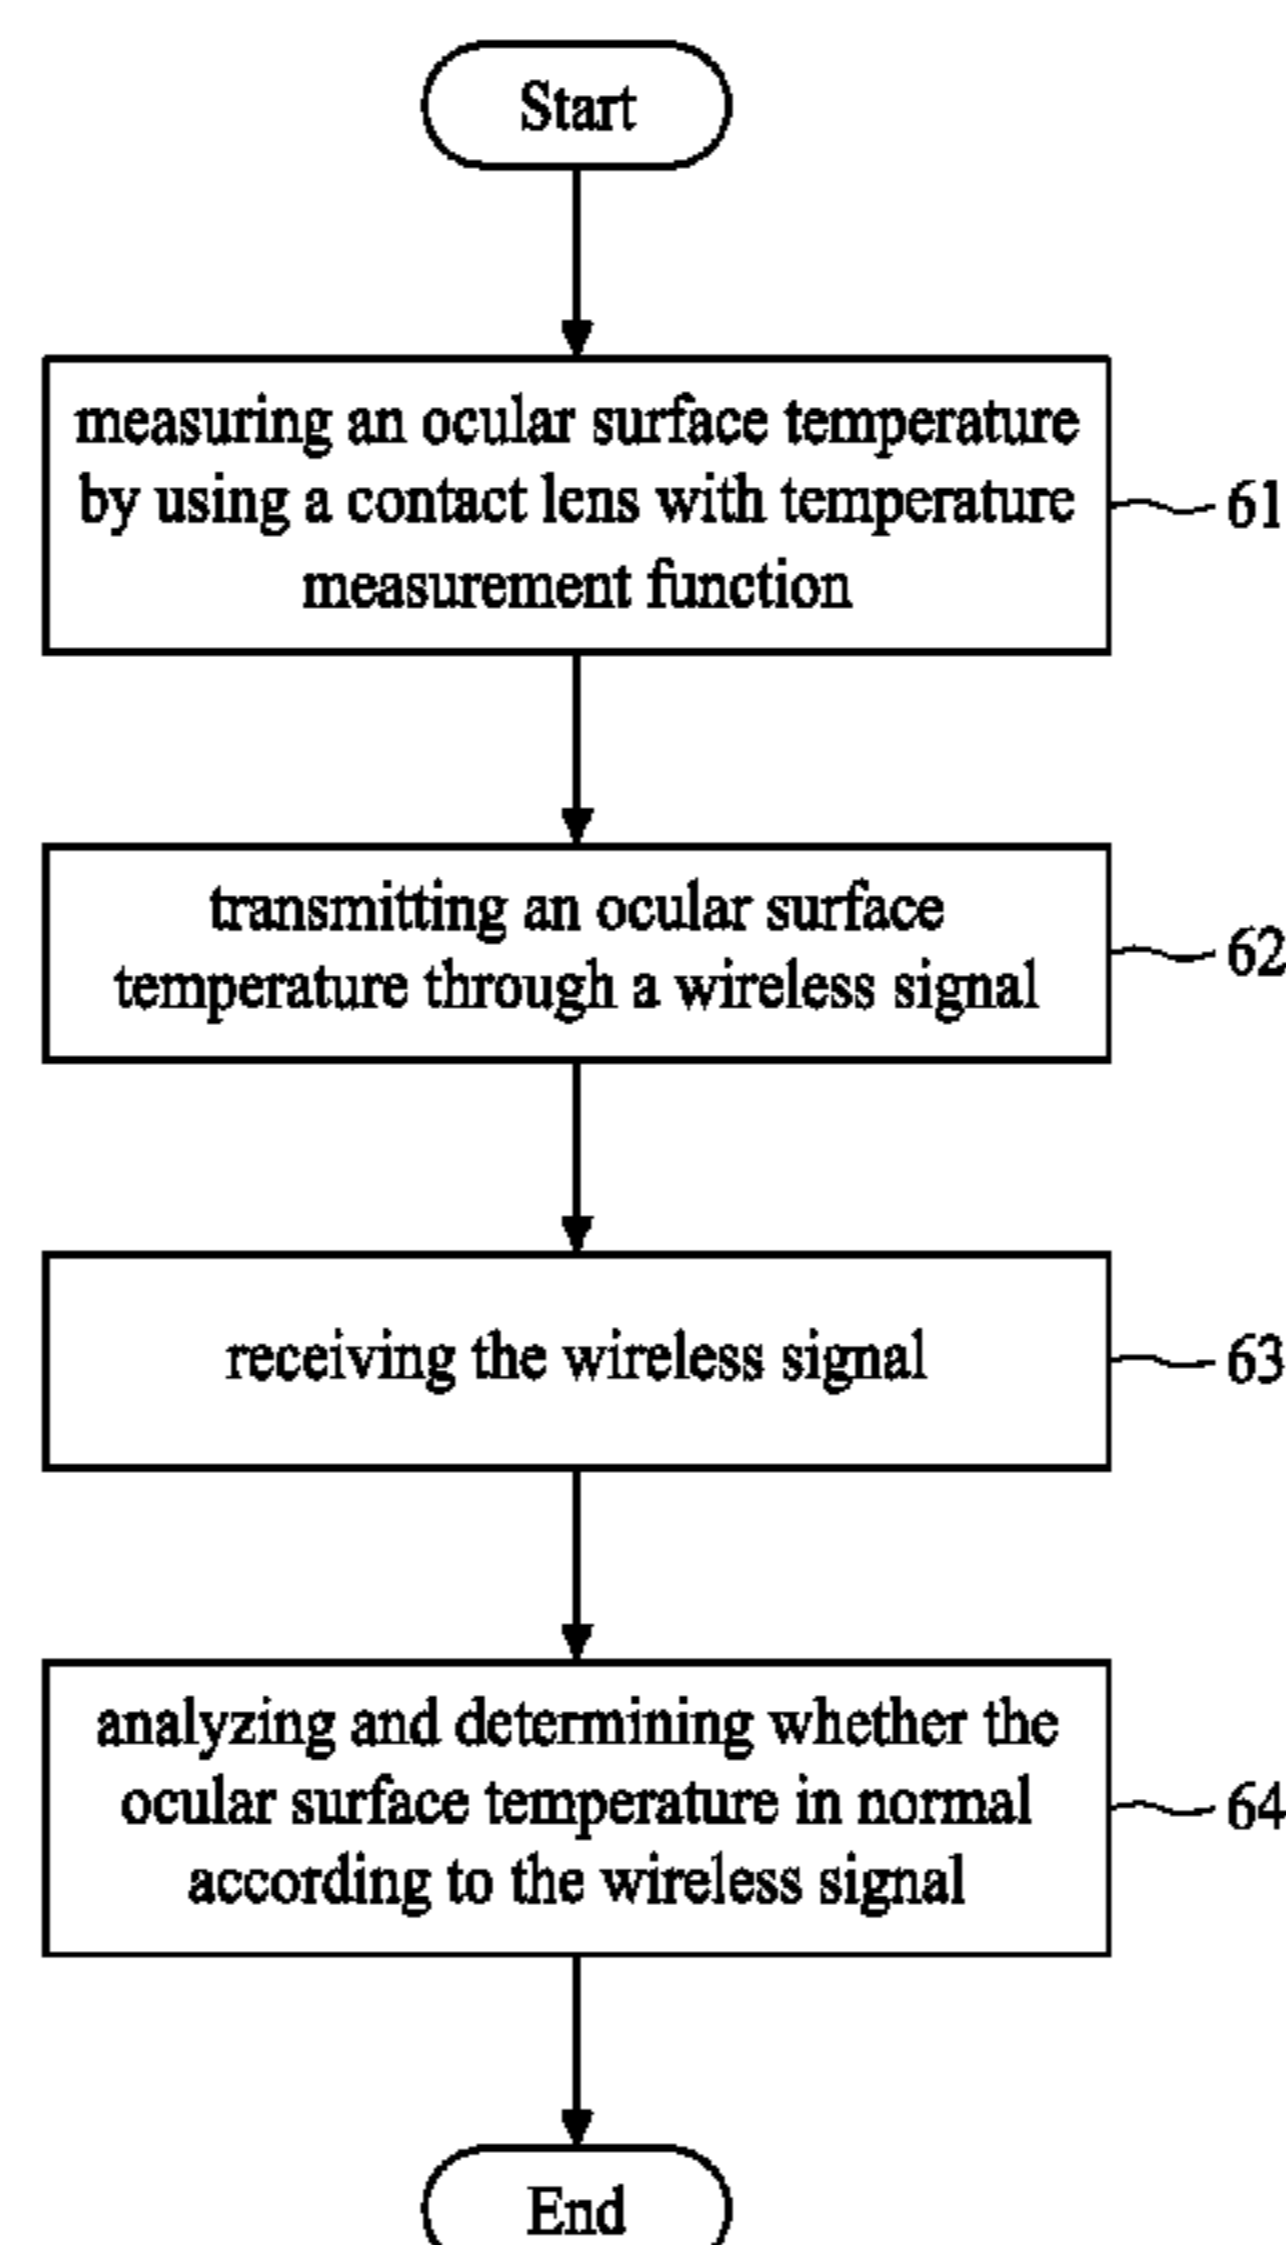 Start
measuring an ocular surface temperature
by using a contact lens with temperature
measurement function
61
transmitting an ocular surface
temperature through a wireless signal
62
receiving the wireless signal
63
analyzing and determining whether the
ocular surface temperature in normal
according to the wireless signal
64
End